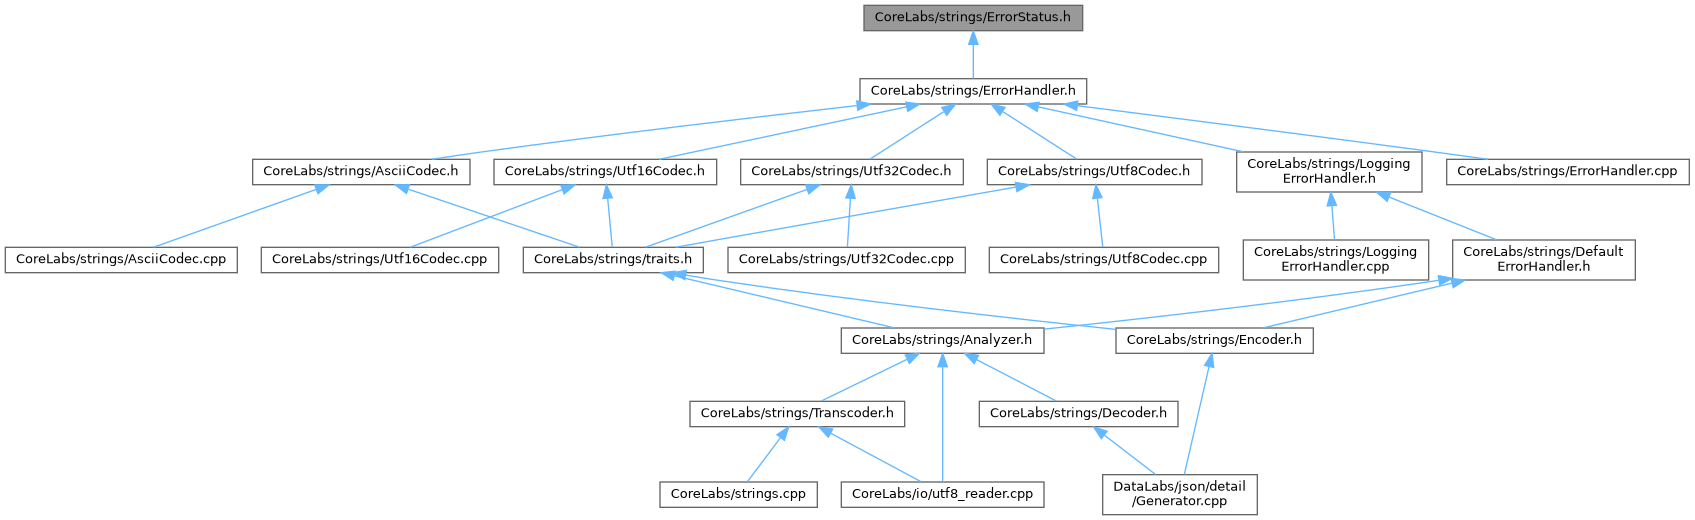 CoreLabs/strings/ErrorStatus.h
CoreLabs/strings/ErrorHandler.h
CoreLabs/strings/AsciiCodec.h
CoreLabs/strings/Utf16Codec.h
CoreLabs/strings/Utf32Codec.h
CoreLabs/strings/Utf8Codec.h
CoreLabs/strings/Logging
ErrorHandler.h
CoreLabs/strings/ErrorHandler.cpp
CoreLabs/strings/AsciiCodec.cpp
CoreLabs/strings/Utf16Codec.cpp
CoreLabs/strings/traits.h
CoreLabs/strings/Utf32Codec.cpp
CoreLabs/strings/Utf8Codec.cpp
CoreLabs/strings/Logging
ErrorHandler.cpp
CoreLabs/strings/Default
ErrorHandler.h
CoreLabs/strings/Analyzer.h
CoreLabs/strings/Encoder.h
CoreLabs/strings/Transcoder.h
CoreLabs/strings/Decoder.h
CoreLabs/strings.cpp
CoreLabs/io/utf8_reader.cpp
DataLabs/json/detail
/Generator.cpp